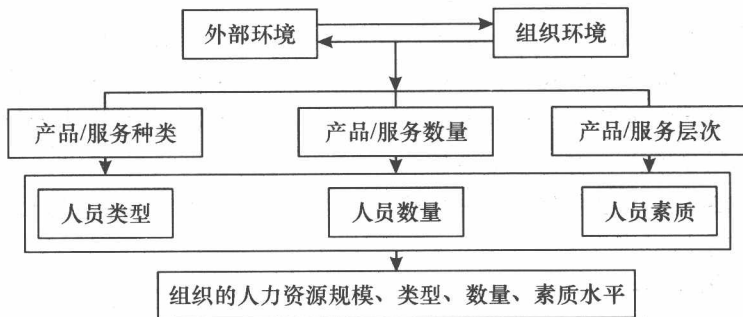 外部环境
组织环境
产品/服务种类
产品/服务数量
产品/服务层次
人员类型
人员数量
人员素质
组织的人力资源规模、类型、数量、素质水平